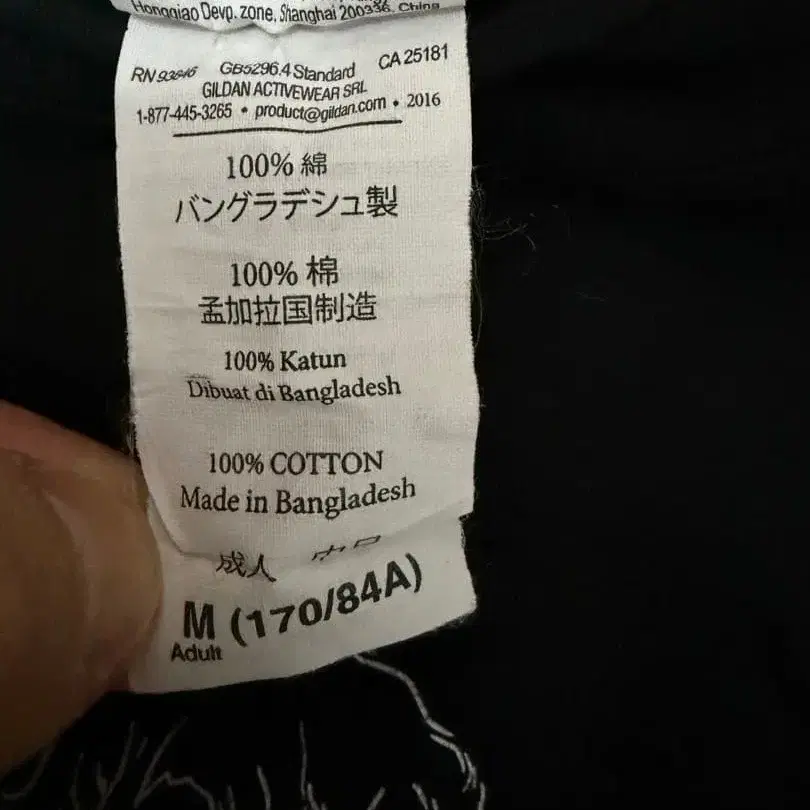 Hongqiao Devp. zone, Shanghai 200336, China
RN 93846 GB5296.4 Standard CA 25181
GILDAN ACTIVEWEAR SRL
1-877-445-3265 • product@gildan.com • 2016
100% 綿
バングラデシュ製
100% 棉
孟加拉国制造
100% Katun
Dibuat di Bangladesh
100% COTTON
Made in Bangladesh
成人
M (170/84A)
Adult